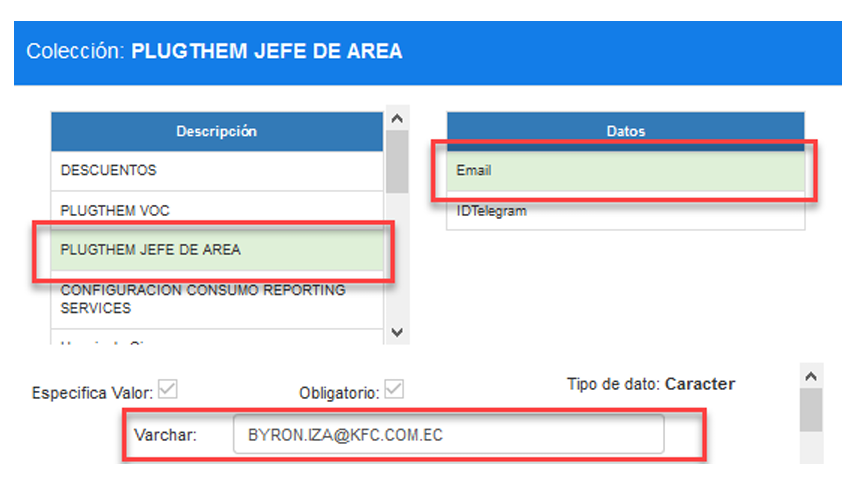 Colección: PLUGTHEM JEFE DE AREA
Descripción
DESCUENTOS
PLUGTHEM VOC
PLUGTHEM JEFE DE AREA
CONFIGURACION CONSUMO REPORTING
SERVICES
Datos
Email
IDTelegram
Especifica Valor:
Obligatorio:
Tipo de dato: Caracter
Varchar: BYRON.IZA@KFC.COM.EC